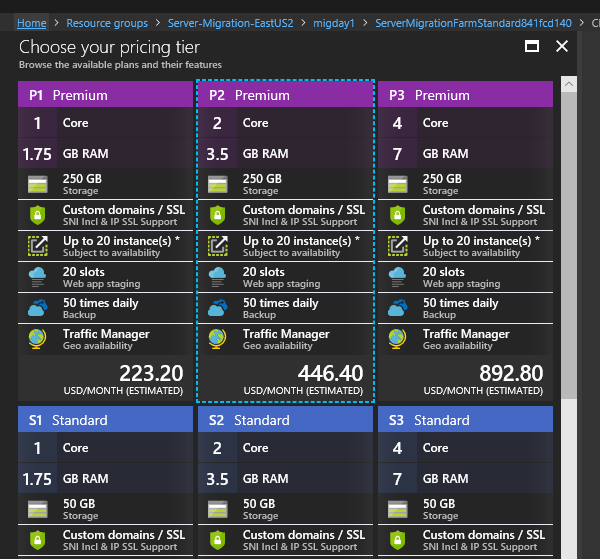 Home > Resource groups > Server-Migration-EastUS2 > migday1 > ServerMigrationFarmStandard841fcd140 >
Choose your pricing tier
Browse the available plans and their features
P1 Premium
1 Core
1.75 GB RAM
250 GB
Storage
Custom domains / SSL
SNI Incl & IP SSL Support
Up to 20 instance(s) *
Subject to availability
20 slots
Web app staging
50 times daily
Backup
Traffic Manager
Geo availability
223.20
USD/MONTH (ESTIMATED)
P2 Premium
2 Core
3.5 GB RAM
250 GB
Storage
Custom domains / SSL
SNI Incl & IP SSL Support
Up to 20 instance(s) *
Subject to availability
20 slots
Web app staging
50 times daily
Backup
Traffic Manager
Geo availability
446.40
USD/MONTH (ESTIMATED)
P3 Premium
4 Core
7 GB RAM
250 GB
Storage
Custom domains / SSL
SNI Incl & IP SSL Support
Up to 20 instance(s) *
Subject to availability
20 slots
Web app staging
50 times daily
Backup
Traffic Manager
Geo availability
892.80
USD/MONTH (ESTIMATED)
S1 Standard
1 Core
1.75 GB RAM
50 GB
Storage
Custom domains / SSL
SNI Incl & IP SSL Support
S2 Standard
2 Core
3.5 GB RAM
50 GB
Storage
Custom domains / SSL
SNI Incl & IP SSL Support
S3 Standard
4 Core
7 GB RAM
50 GB
Storage
Custom domains / SSL
SNI Incl & IP SSL Support